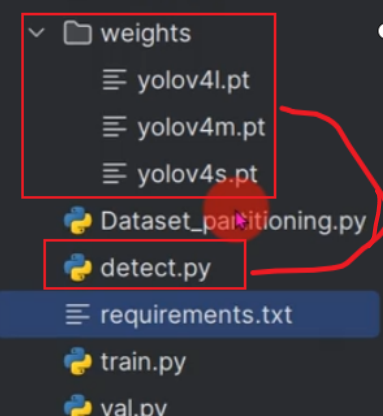 weights
yolov4l.pt
yolov4m.pt
yolov4s.pt
Dataset_partitioning.py
detect.py
requirements.txt
train.py
val.py